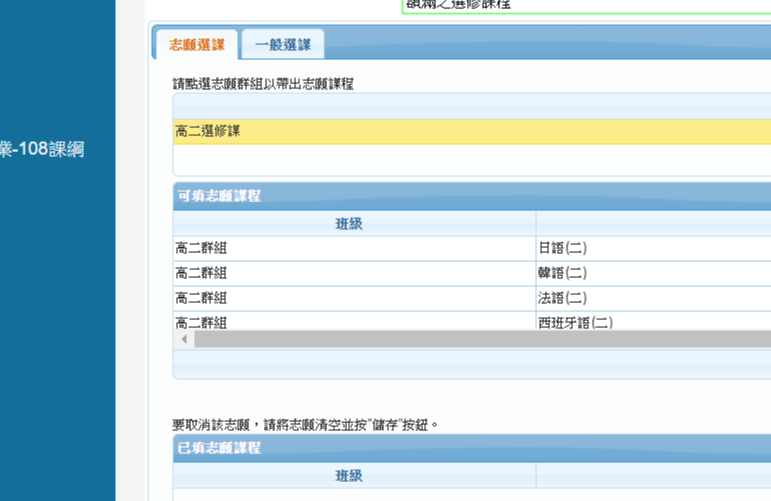 額滿之選修課程
志願選課
一般選課
請點選志願群組以帶出志願課程
高二選修課
業-108課綱
可填志願課程
班級
高二群組 日語(二)
高二群組 韓語(二)
高二群組 法語(二)
高二群組 西班牙語(二)
要取消該志願，請將志願清空並按"儲存"按鈕。
已填志願課程
班級